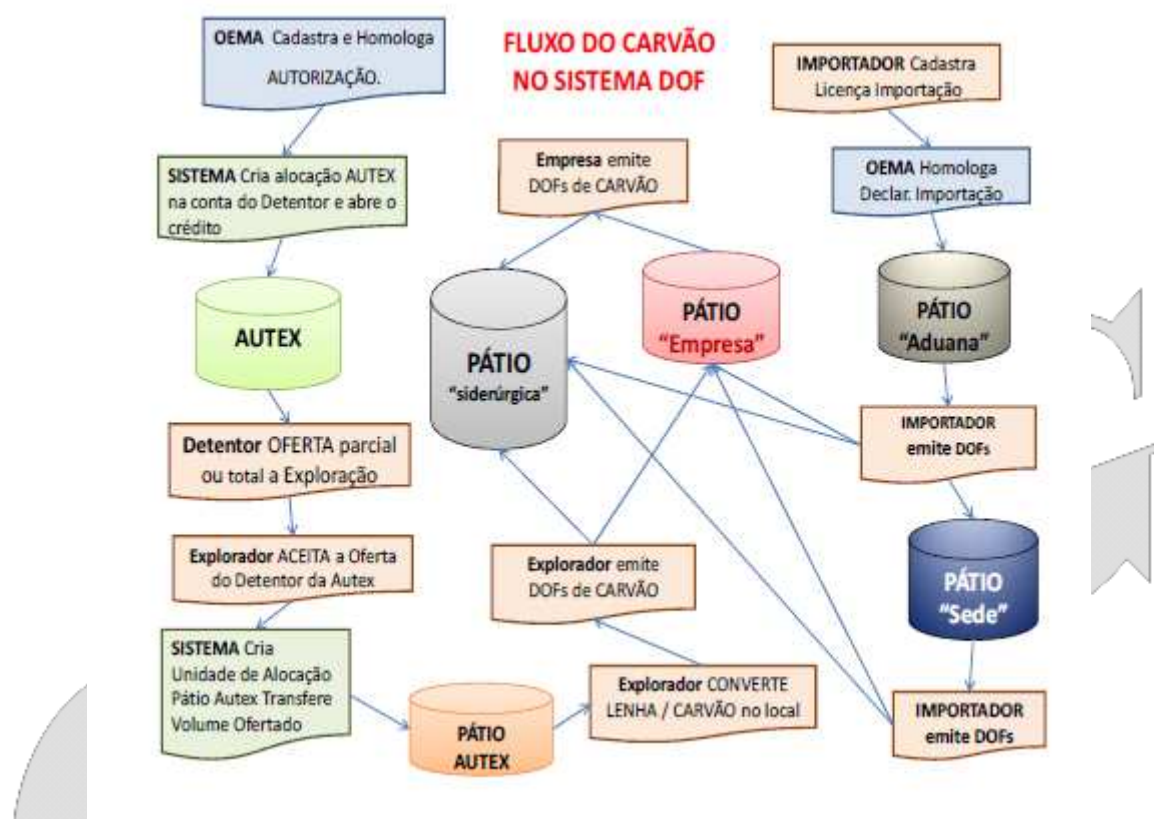 FLUXO DO CARVÃO
NO SISTEMA DOF
OEMA Cadastra e Homologa
AUTORIZAÇÃO.
SISTEMA Cria alocação AUTEX
na conta do Detentor e abre o
crédito
AUTEX
Detentor OFERTA parcial
ou total a Exploração
Explorador ACEITA a Oferta
do Detentor da Autex
SISTEMA Cria
Unidade de Alocação
Pátio Autex Transfere
Volume Ofertado
PÁTIO
AUTEX
Explorador CONVERTE
LENHA / CARVÃO no local
Explorador emite
DOFs de CARVÃO
PÁTIO
“siderúrgica”
Empresa emite
DOFs de CARVÃO
PÁTIO
“Empresa”
IMPORTADOR Cadastra
Licença Importação
OEMA Homologa
Declar. Importação
PÁTIO
“Aduana”
IMPORTADOR
emite DOFs
PÁTIO
“Sede”
IMPORTADOR
emite DOFs